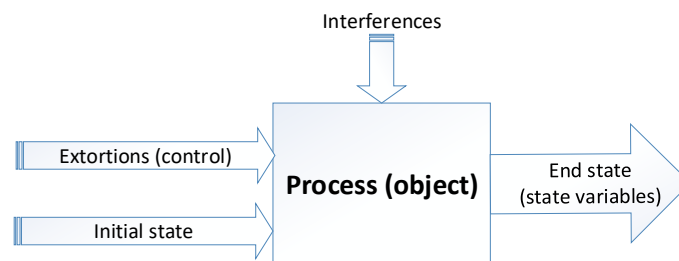 Interferences
Extortions (control)
Process (object)
End state
(state variables)
Initial state